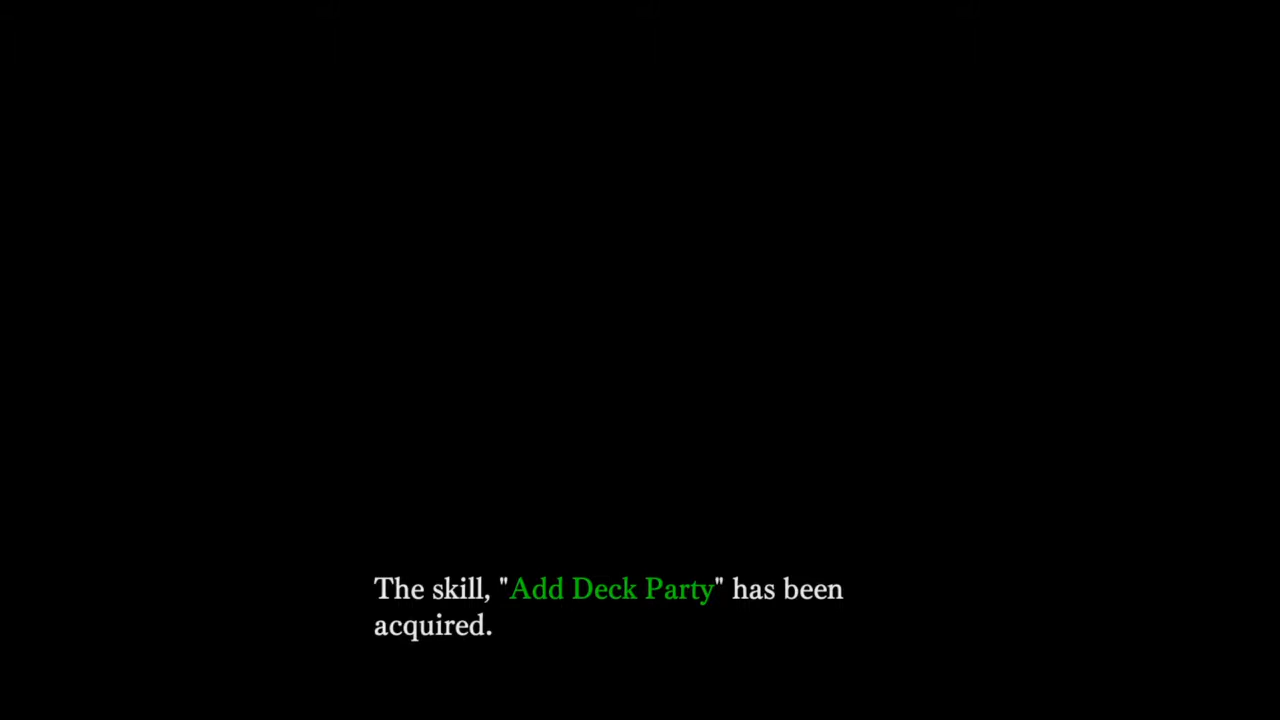 The skill, "Add Deck Party" has been
acquired.